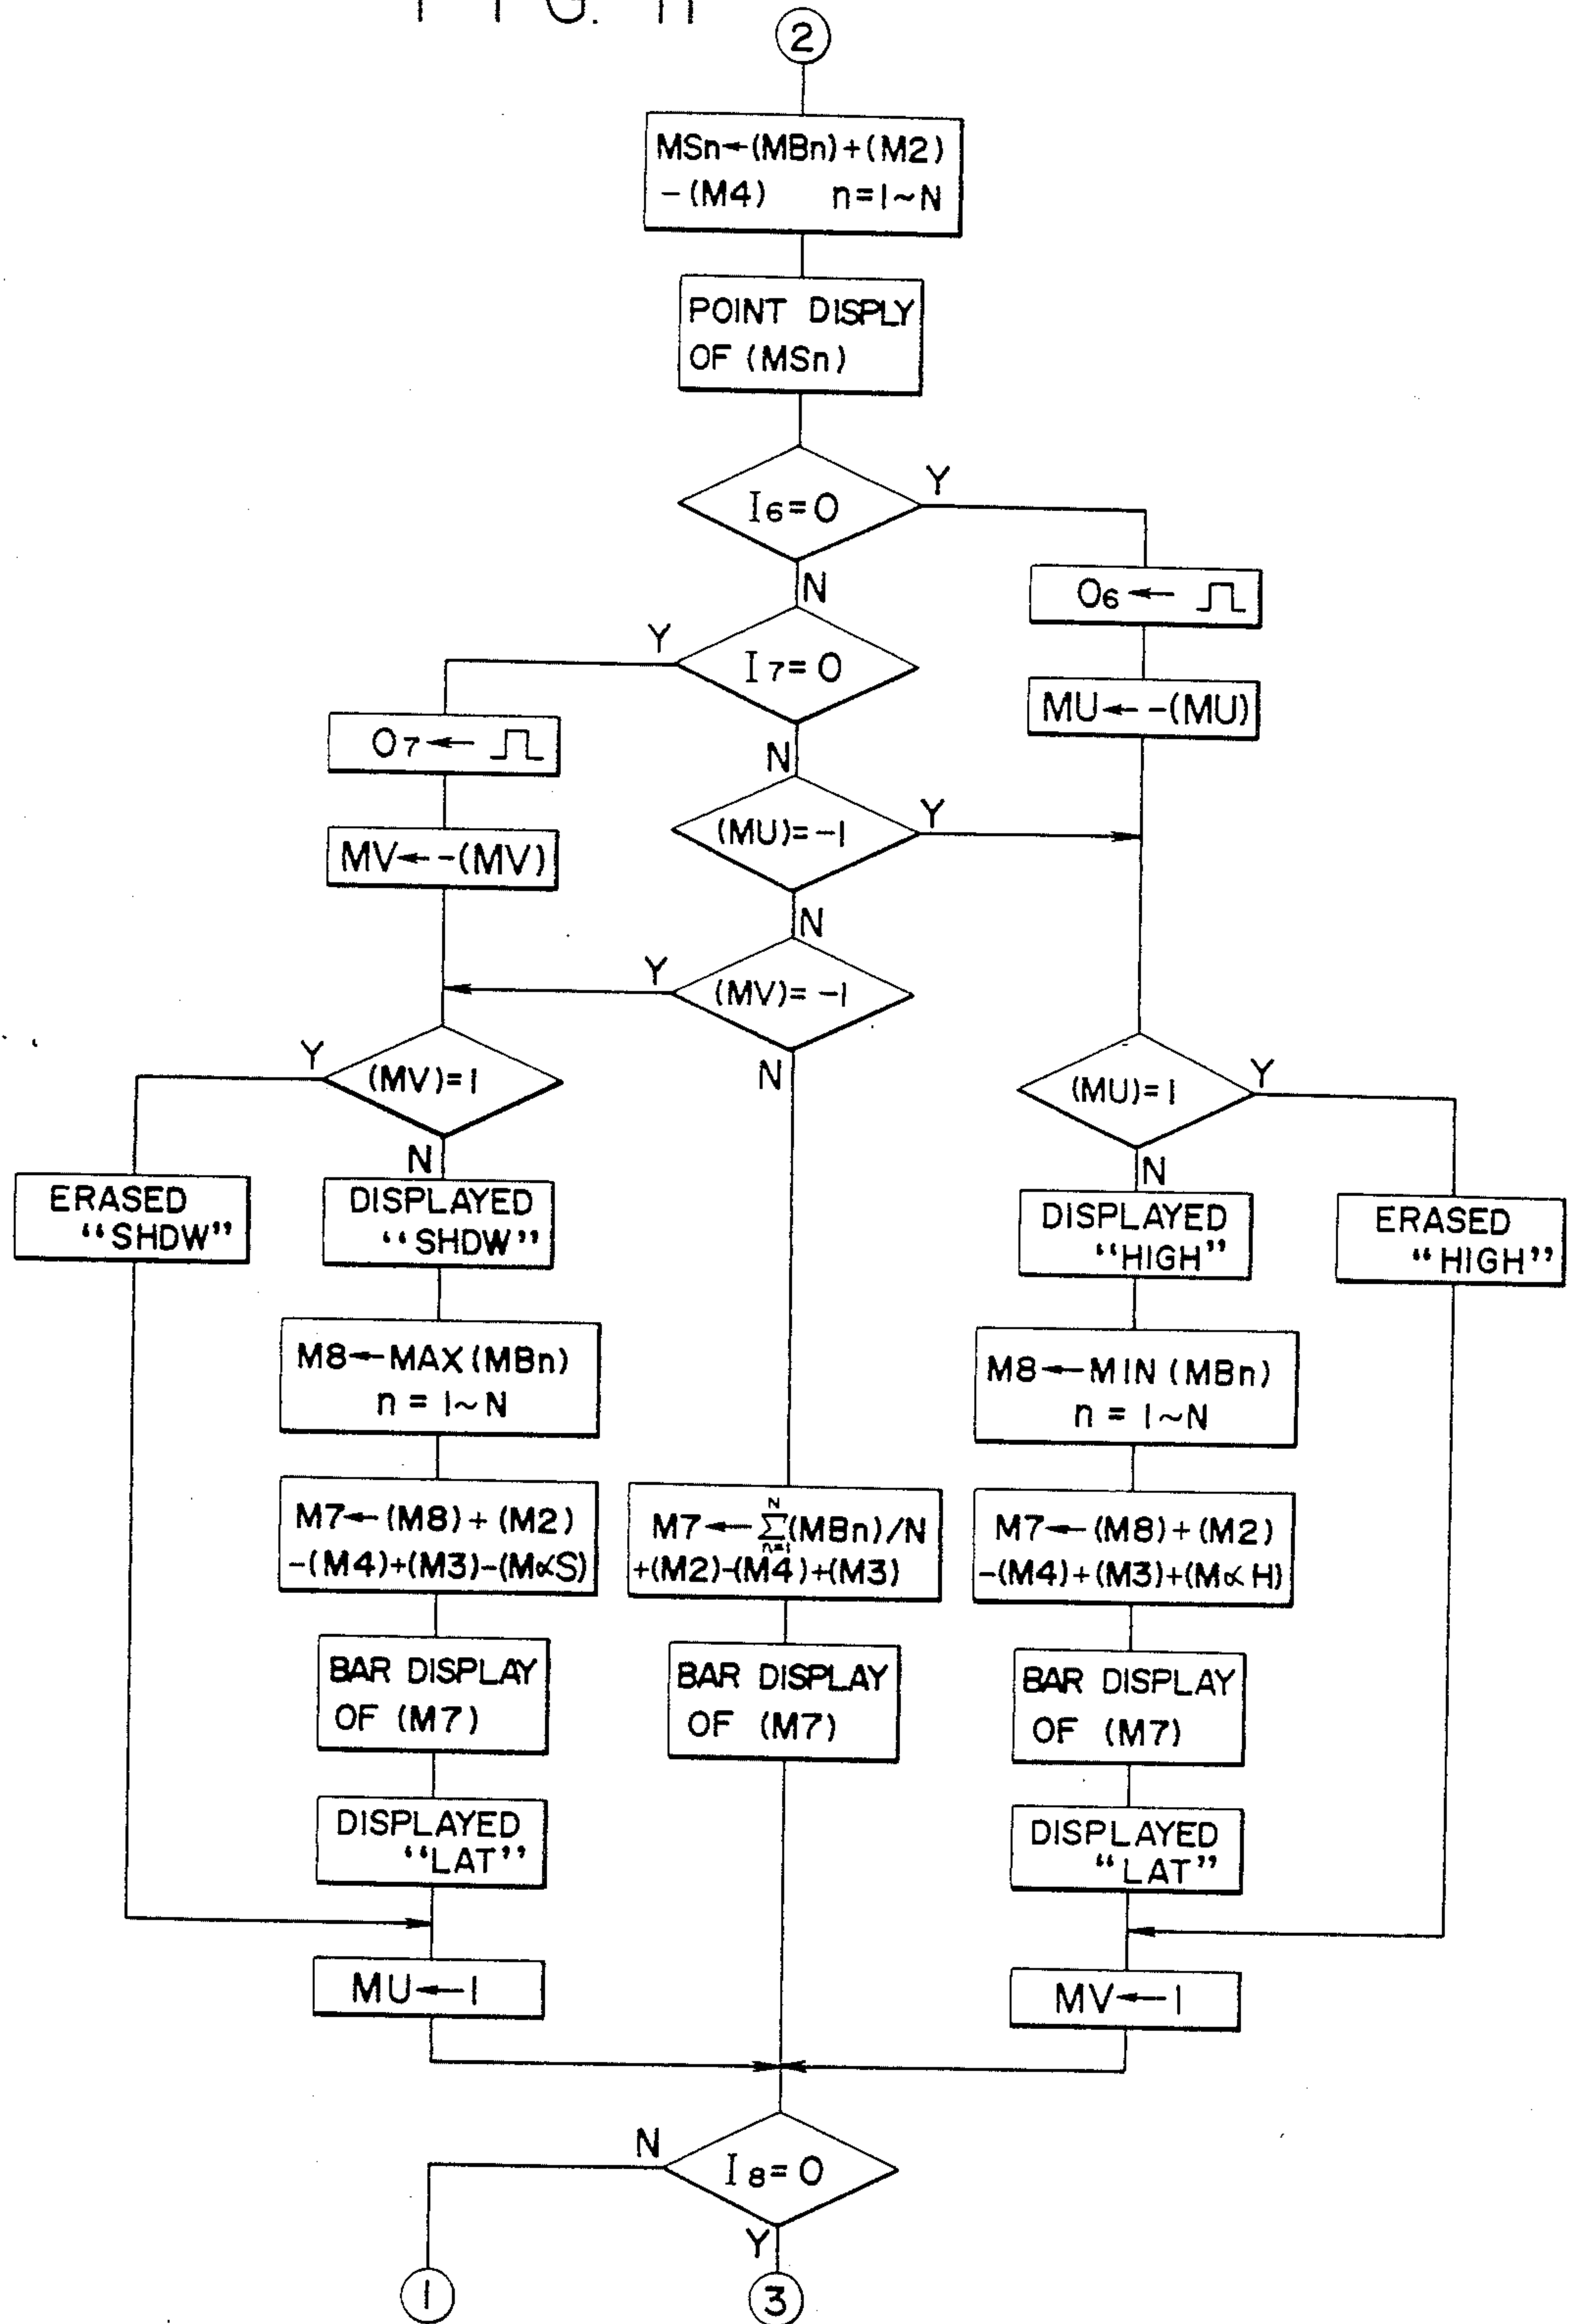 FIG. 11
2
MSn←(MBn)+(M2)
-(M4) n=1~N
POINT DISPLY
OF (MSn)
I6=0
Y
N
O6←
I7=0
Y
N
MU←-(MU)
O7←
(MU)=-1
Y
N
MV←-(MV)
(MV)=-1
Y
N
(MV)=1
Y
N
(MU)=1
Y
N
ERASED
“SHDW”
DISPLAYED
“SHDW”
DISPLAYED
“HIGH”
ERASED
“HIGH”
M8←MAX(MBn)
n = 1~N
M8←MIN(MBn)
n = 1~N
M7←(M8)+(M2)
-(M4)+(M3)-(M∝S)
M7←∑(MBn)/N
N
n=1
+(M2)-(M4)+(M3)
M7←(M8)+(M2)
-(M4)+(M3)+(M∝H)
BAR DISPLAY
OF (M7)
BAR DISPLAY
OF (M7)
BAR DISPLAY
OF (M7)
DISPLAYED
“LAT”
DISPLAYED
“LAT”
MU←1
MV←1
I8=0
N
Y
1
3